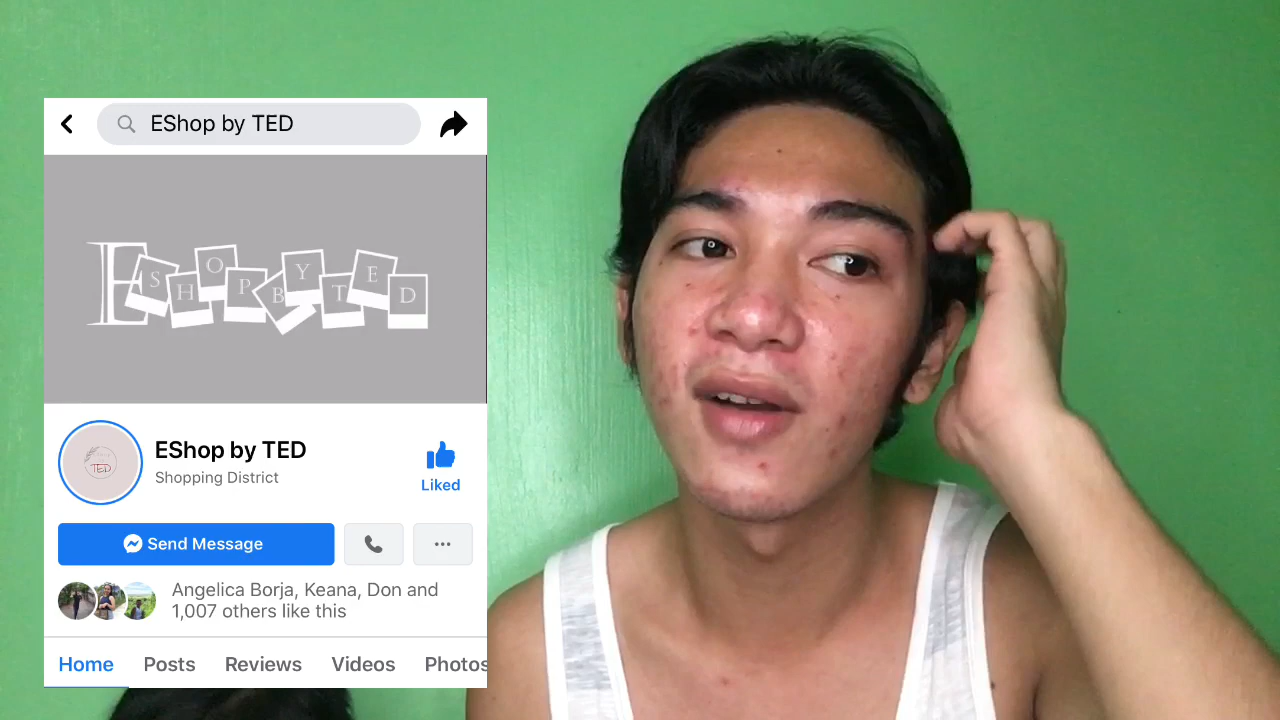 EShop by TED
E S H O P B Y T E D
TED
EShop by TED
Shopping District
Liked
Send Message
Angelica Borja, Keana, Don and
1,007 others like this
Home Posts Reviews Videos Photos